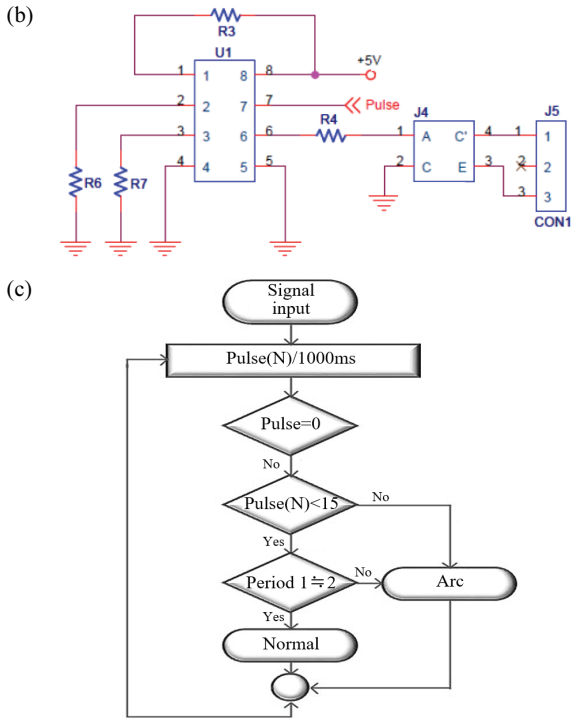 (b)
R3
U1
+5V
1 1 8 8
2 2 7 7 Pulse
3 3 6 6 R4
4 4 5 5
R6 R7
J4
1 A C' 4
2 C E 3
J5
1 1
2 2
3 3
CON1
(c)
Signal
input
Pulse(N)/1000ms
Pulse=0
No
Pulse(N)<15 No
Yes
Period 1≒2 No Arc
Yes
Normal